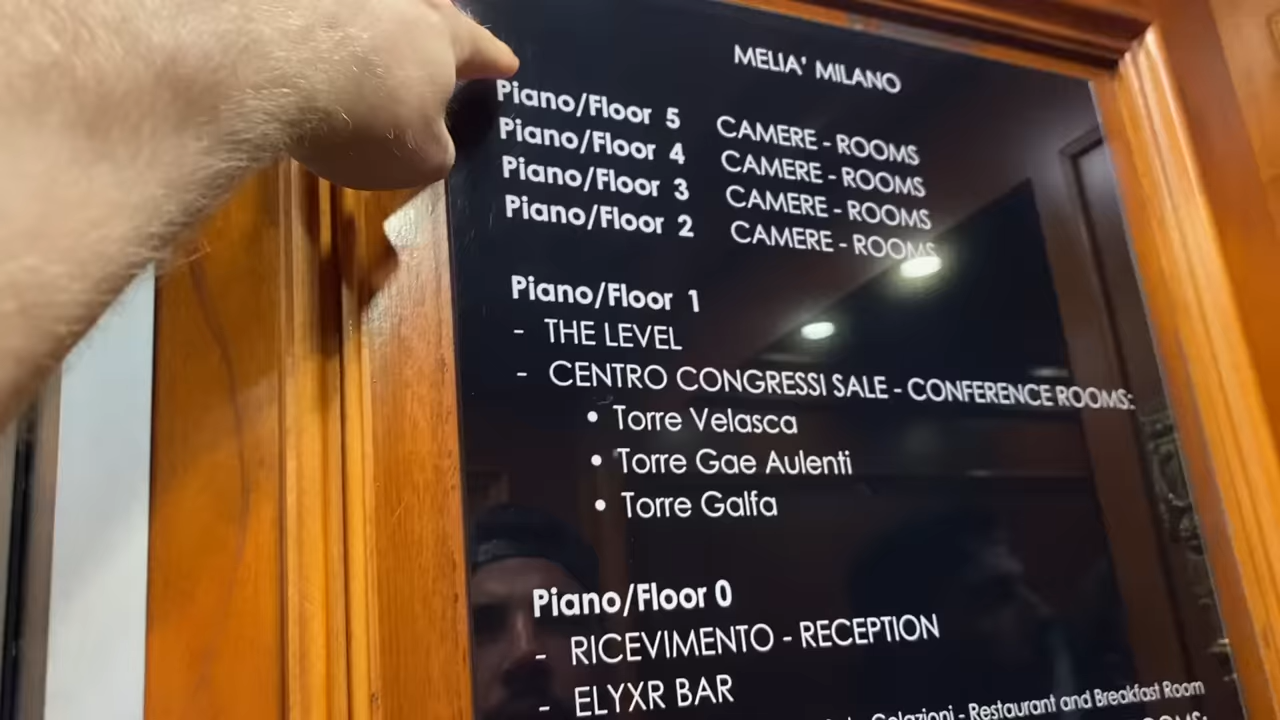 MELIA' MILANO
Piano/Floor 5 CAMERE - ROOMS
Piano/Floor 4 CAMERE - ROOMS
Piano/Floor 3 CAMERE - ROOMS
Piano/Floor 2 CAMERE - ROOMS
Piano/Floor 1
- THE LEVEL
- CENTRO CONGRESSI SALE - CONFERENCE ROOMS:
• Torre Velasca
• Torre Gae Aulenti
• Torre Galfa
Piano/Floor 0
- RICEVIMENTO - RECEPTION
- ELYXR BAR
Colazioni - Restaurant and Breakfast Room